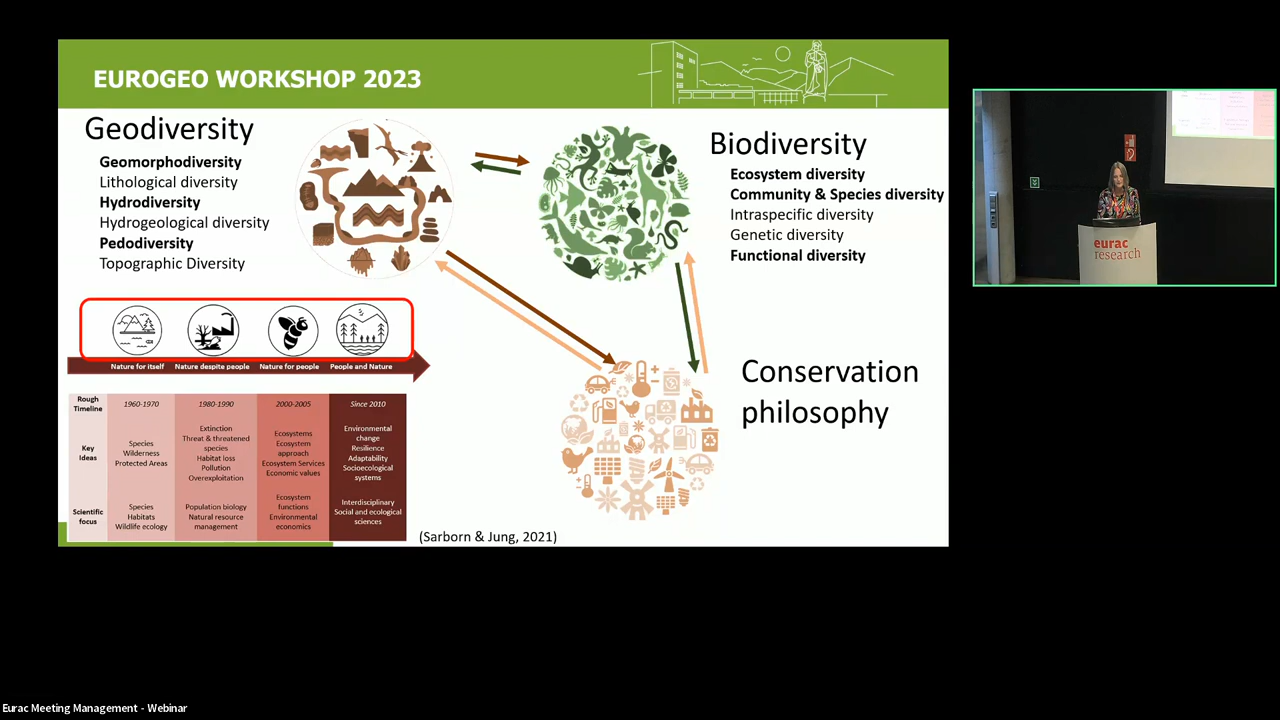 EUROGEO WORKSHOP 2023
Geodiversity
Geomorphodiversity
Lithological diversity
Hydrodiversity
Hydrogeological diversity
Pedodiversity
Topographic Diversity
Biodiversity
Ecosystem diversity
Community & Species diversity
Intraspecific diversity
Genetic diversity
Functional diversity
Conservation
philosophy
Nature for itself
Nature despite people
Nature for people
People and Nature
Rough
Timeline
1960-1970
1980-1990
2000-2005
Since 2010
Key
Ideas
Species
Wilderness
Protected Areas
Extinction
Threat & threatened
species
Habitat loss
Pollution
Overexploitation
Ecosystems
Ecosystem
approach
Ecosystem Services
Economic values
Environmental
change
Resilience
Adaptability
Socioecological
systems
Scientific
focus
Species
Habitats
Wildlife ecology
Population biology
Natural resource
management
Ecosystem
functions
Environmental
economics
Interdisciplinary
Social and ecological
sciences
(Sarborn & Jung, 2021)
eurac
research
Eurac Meeting Management - Webinar